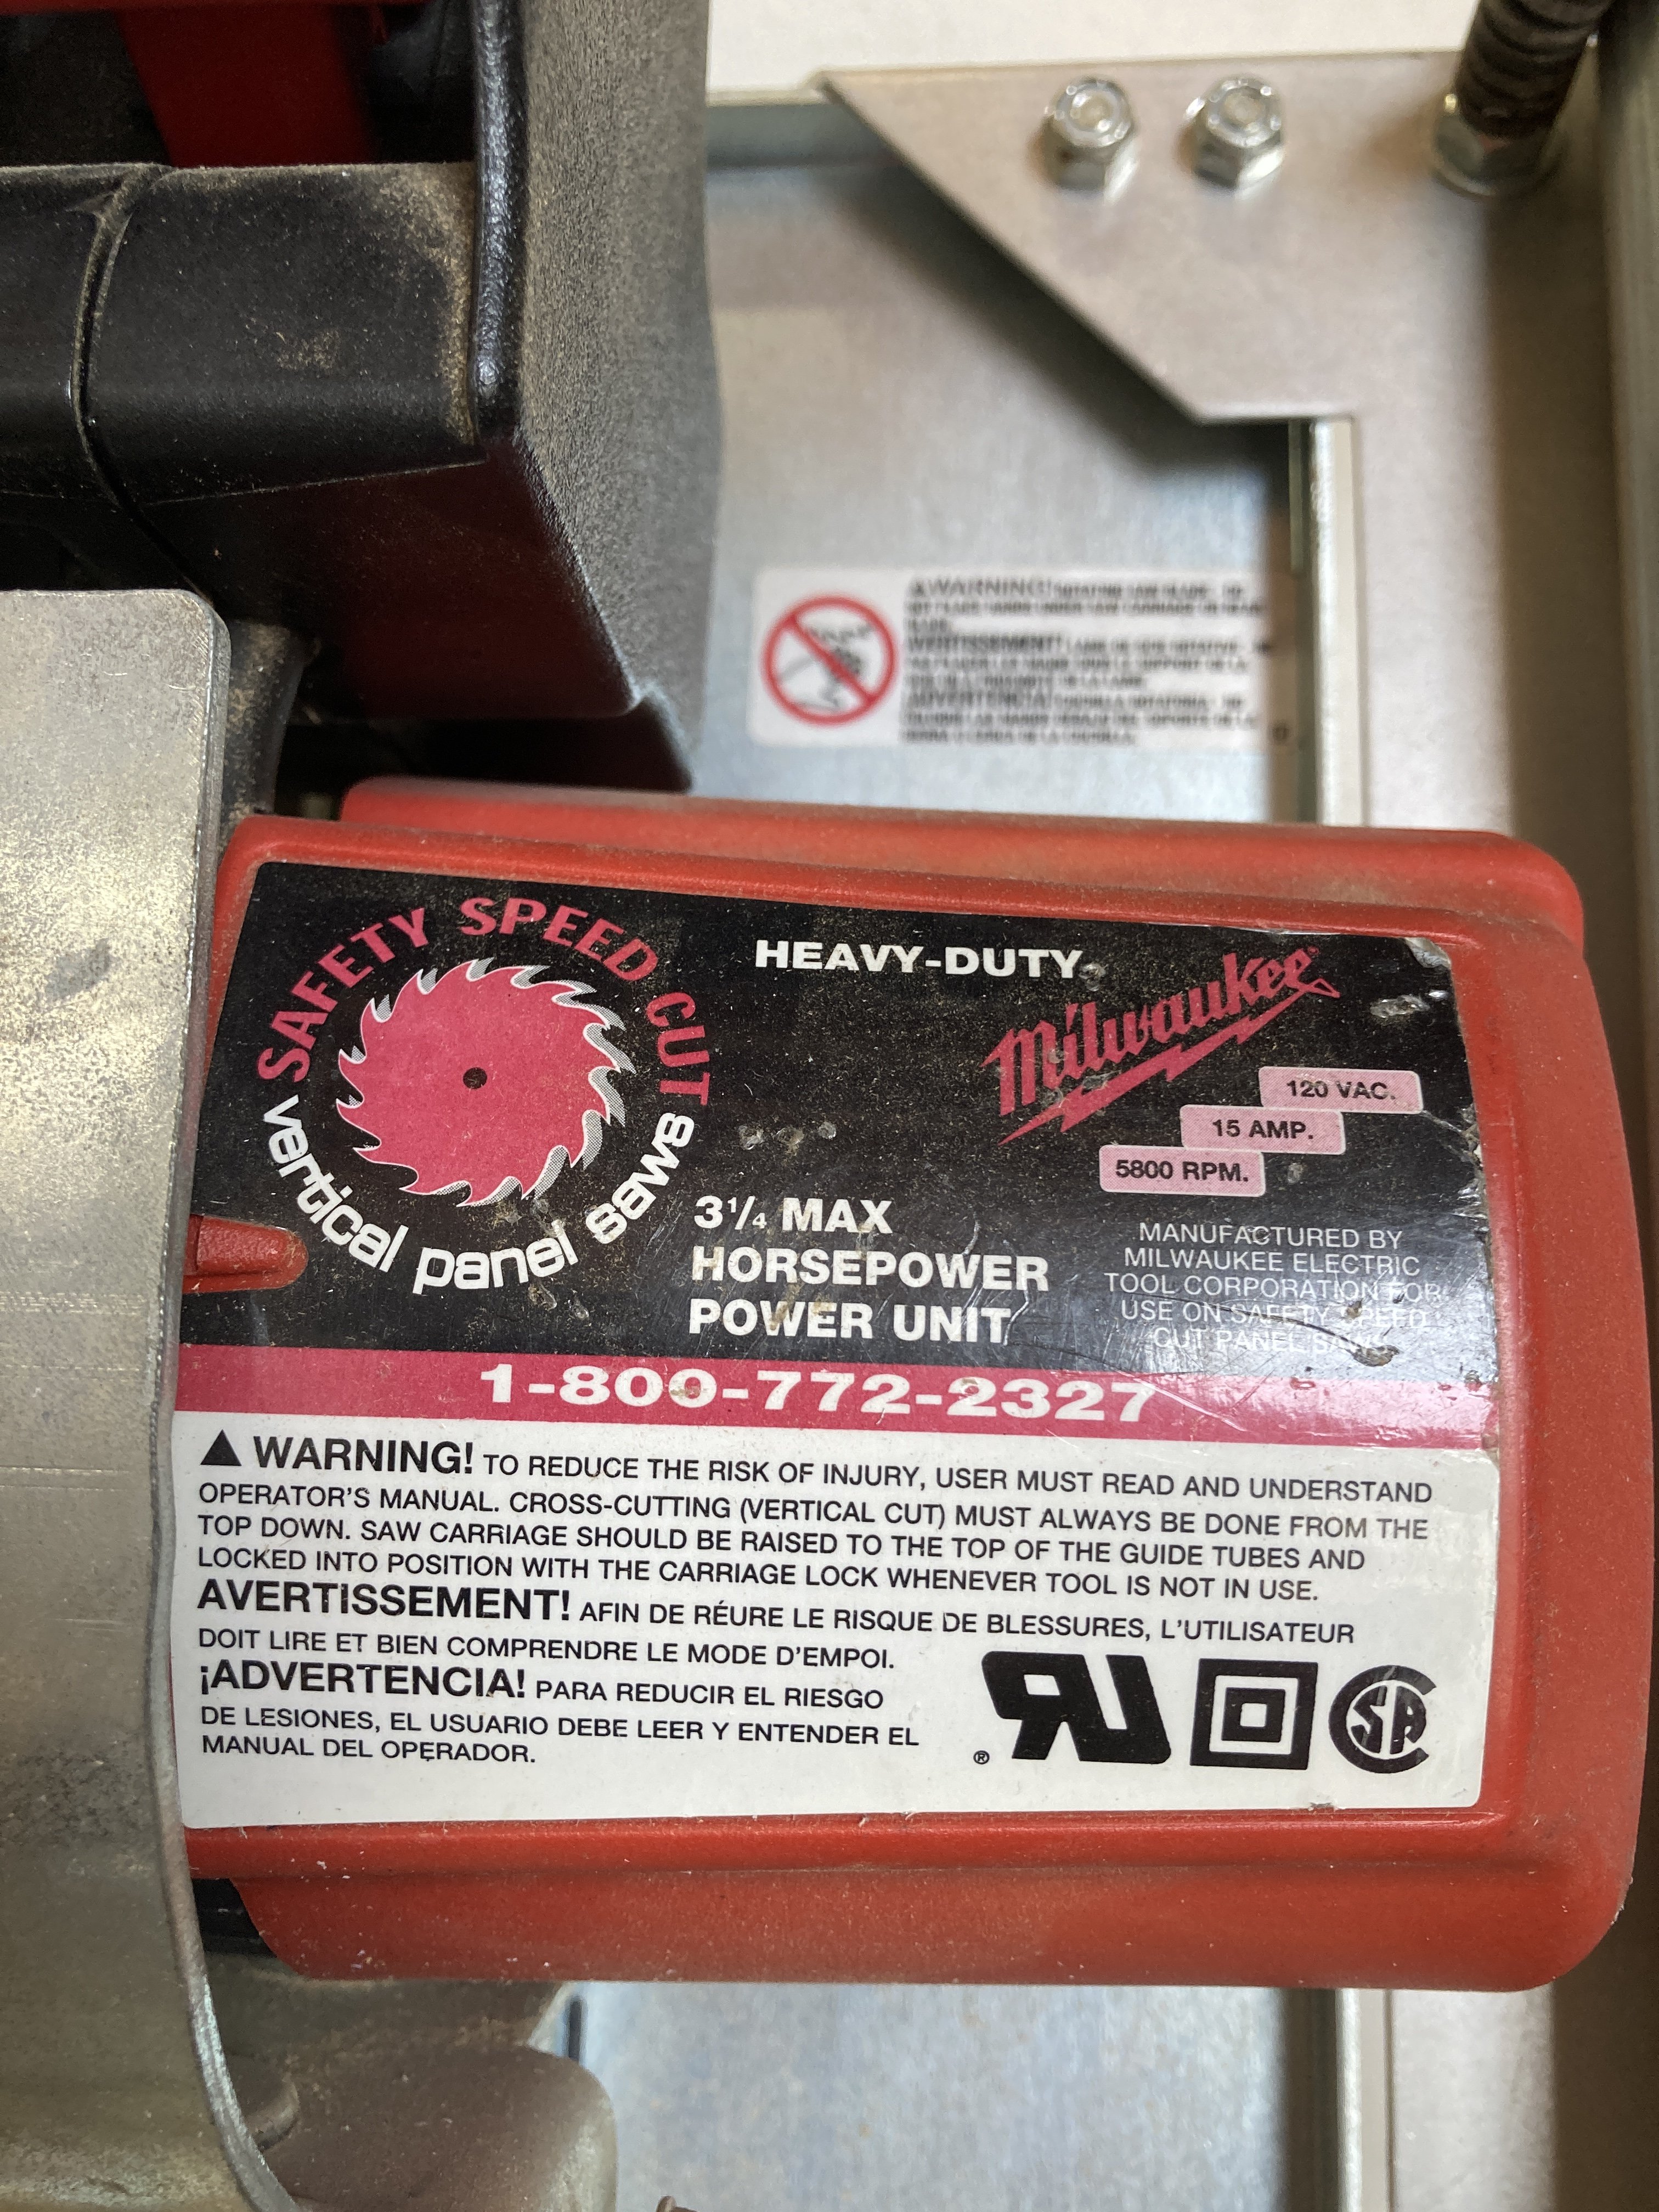 WARNING!
AVERTISSEMENT!
¡ADVERTENCIA!
SAFETY SPEED CUT
vertical panel saws
HEAVY-DUTY
Milwaukee®
120 VAC.
15 AMP.
5800 RPM.
3 1/4 MAX
HORSEPOWER
POWER UNIT
MANUFACTURED BY
MILWAUKEE ELECTRIC
TOOL CORPORATION FOR
USE ON SAFETY SPEED
CUT PANEL SAWS
1-800-772-2327
WARNING! TO REDUCE THE RISK OF INJURY, USER MUST READ AND UNDERSTAND
OPERATOR'S MANUAL. CROSS-CUTTING (VERTICAL CUT) MUST ALWAYS BE DONE FROM THE
TOP DOWN. SAW CARRIAGE SHOULD BE RAISED TO THE TOP OF THE GUIDE TUBES AND
LOCKED INTO POSITION WITH THE CARRIAGE LOCK WHENEVER TOOL IS NOT IN USE.
AVERTISSEMENT! AFIN DE RÉURE LE RISQUE DE BLESSURES, L'UTILISATEUR
DOIT LIRE ET BIEN COMPRENDRE LE MODE D'EMPOI.
¡ADVERTENCIA! PARA REDUCIR EL RIESGO
DE LESIONES, EL USUARIO DEBE LEER Y ENTENDER EL
MANUAL DEL OPERADOR.
® RU
CSA